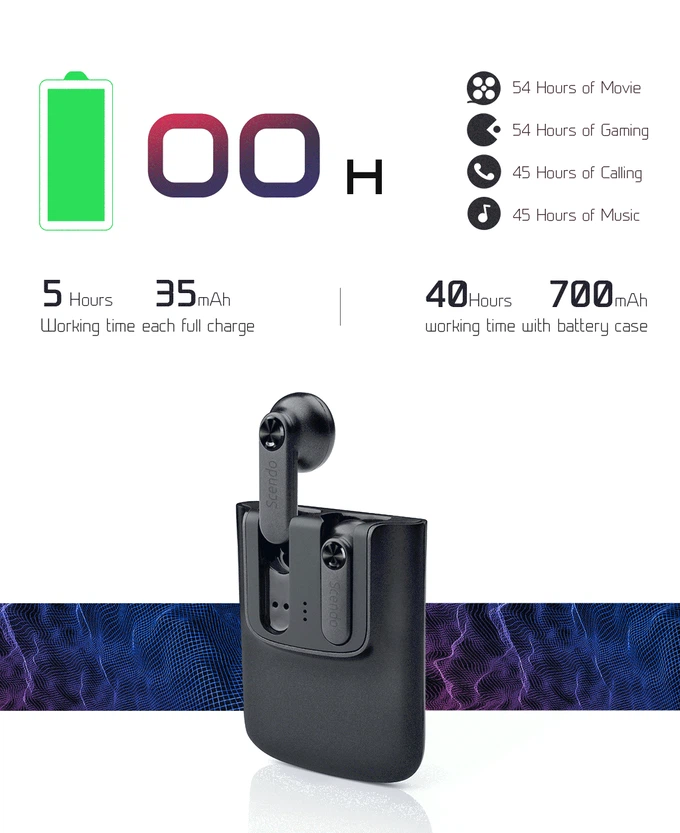 00 H
54 Hours of Movie
54 Hours of Gaming
45 Hours of Calling
45 Hours of Music
5 Hours 35mAh
Working time each full charge
40Hours 700mAh
working time with battery case
Scendo
Scendo